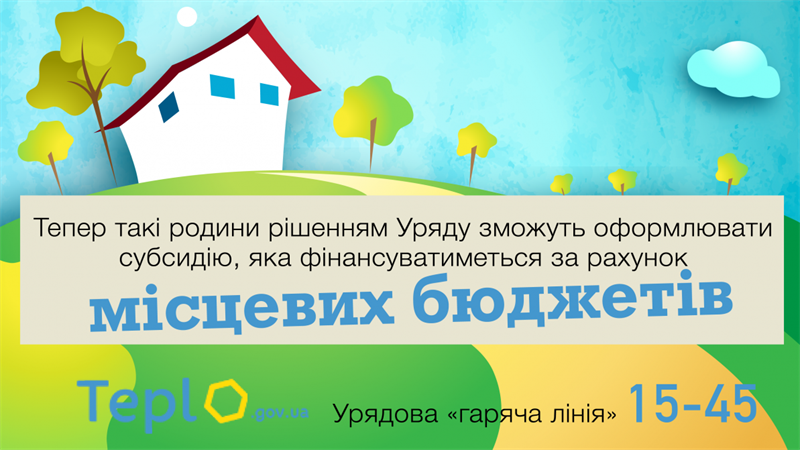 Тепер такі родини рішенням Уряду зможуть оформлювати
субсидію, яка фінансуватиметься за рахунок
місцевих бюджетів
Teplo.gov.ua
Урядова «гаряча лінія» 15-45